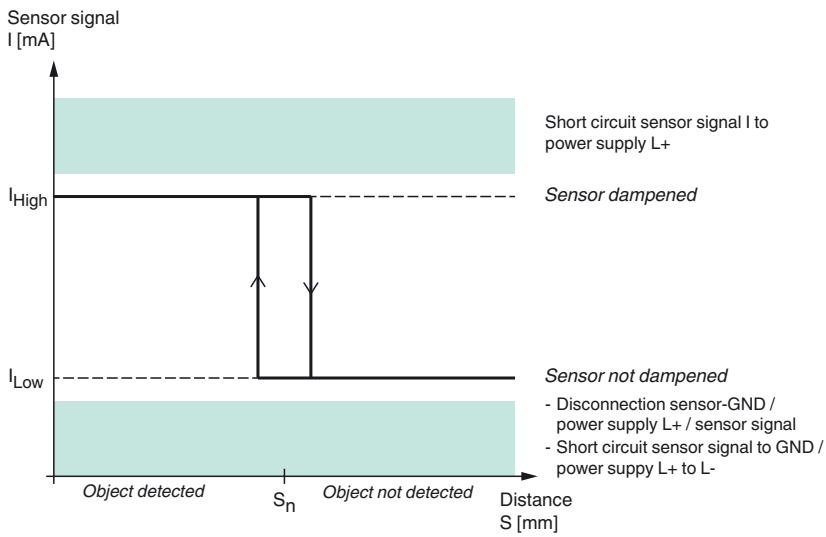 Sensor signal
I [mA]
Short circuit sensor signal I to
power supply L+
I High
Sensor dampened
I Low
Sensor not dampened
- Disconnection sensor-GND /
power supply L+ / sensor signal
- Short circuit sensor signal to GND /
power suppy L+ to L-
Object detected
Sn
Object not detected
Distance
S [mm]